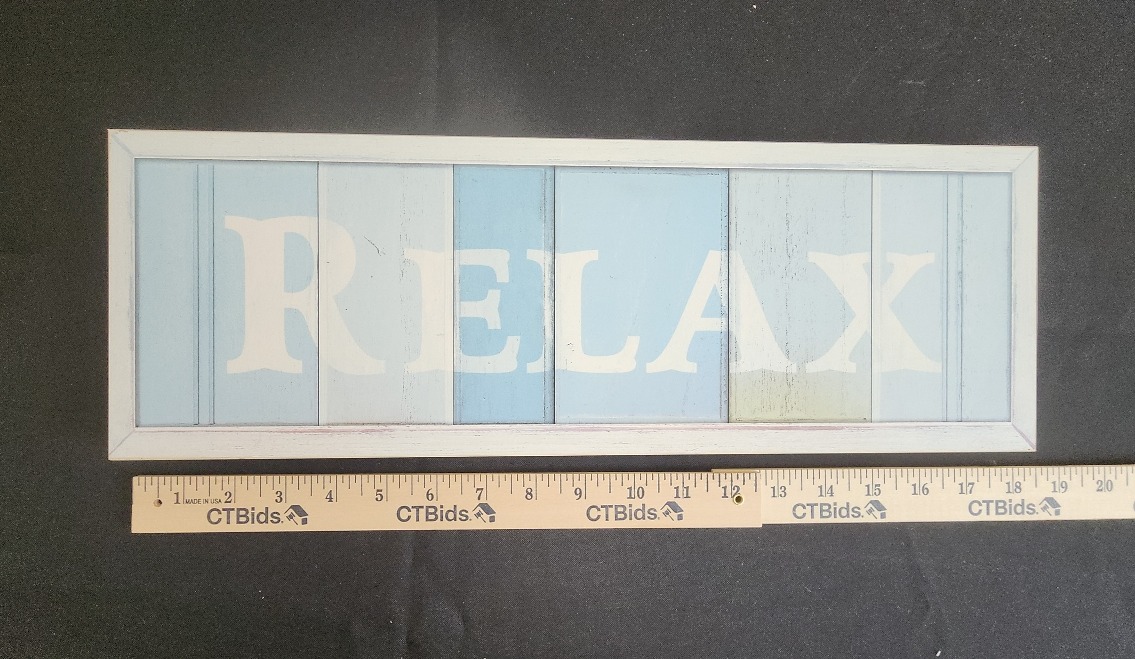 RELAX
1 MADE IN USA 2 3 4 5 6 7 8 9 10 11 12 13 14 15 16 17 18 19 20
CTBids. CTBids. CTBids. CTBids. CTBids.